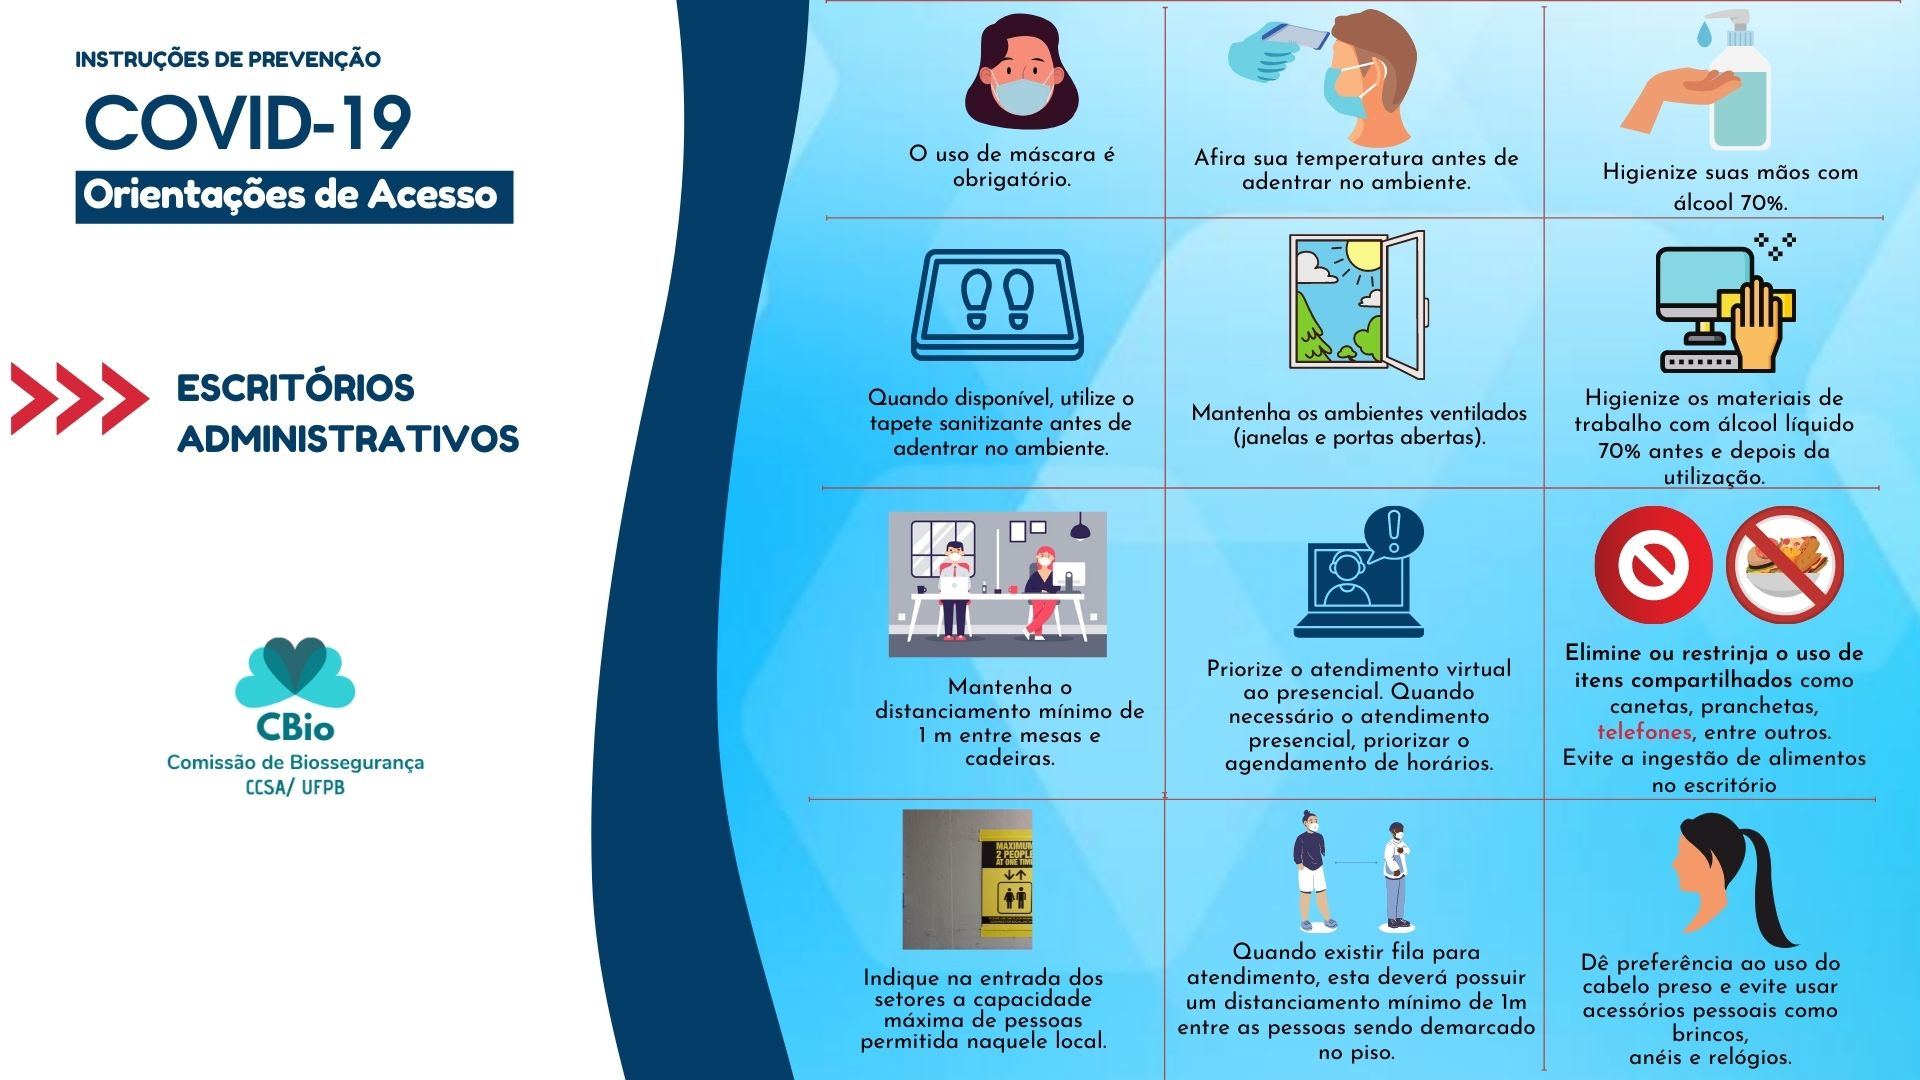 INSTRUÇÕES DE PREVENÇÃO
COVID-19
Orientações de Acesso
ESCRITÓRIOS
ADMINISTRATIVOS
CBio
Comissão de Biossegurança
CCSA/ UFPB
O uso de máscara é
obrigatório.
Afira sua temperatura antes de
adentrar no ambiente.
Higienize suas mãos com
álcool 70%.
Quando disponível, utilize o
tapete sanitizante antes de
adentrar no ambiente.
Mantenha os ambientes ventilados
(janelas e portas abertas).
Higienize os materiais de
trabalho com álcool líquido
70% antes e depois da
utilização.
Mantenha o
distanciamento mínimo de
1 m entre mesas e
cadeiras.
Priorize o atendimento virtual
ao presencial. Quando
necessário o atendimento
presencial, priorizar o
agendamento de horários.
Elimine ou restrinja o uso de
itens compartilhados como
canetas, pranchetas,
telefones, entre outros.
Evite a ingestão de alimentos
no escritório
MAXIMUM
2 PEOPLE
AT ONE TIM
Indique na entrada dos
setores a capacidade
máxima de pessoas
permitida naquele local.
Quando existir fila para
atendimento, esta deverá possuir
um distanciamento mínimo de 1m
entre as pessoas sendo demarcado
no piso.
Dê preferência ao uso do
cabelo preso e evite usar
acessórios pessoais como
brincos,
anéis e relógios.